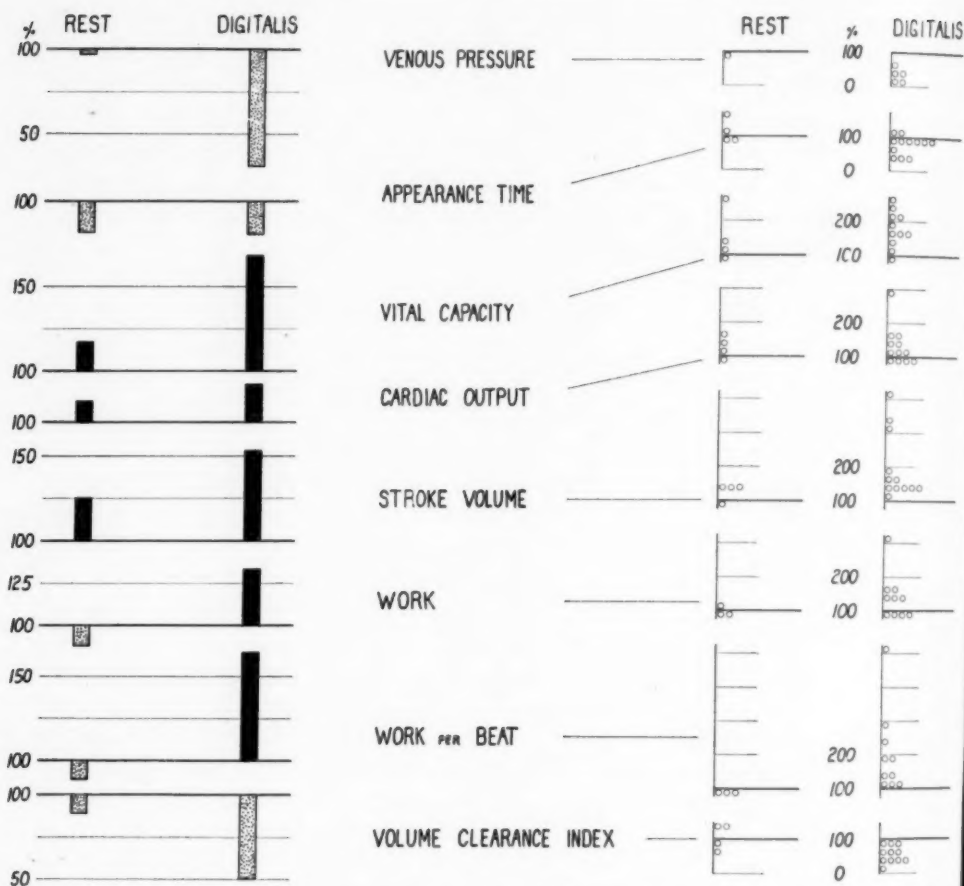 % REST DIGITALIS REST % DIGITALIS
100 VENOUS PRESSURE 100
0
50
100
0
100 APPEARANCE TIME
200
100
150 VITAL CAPACITY
200
100
100
CARDIAC OUTPUT
100
150
200
STROKE VOLUME 100
100
125
200
WORK
100 100
150
WORK PER BEAT
200
100 100
100
VOLUME CLEARANCE INDEX 100
50 0